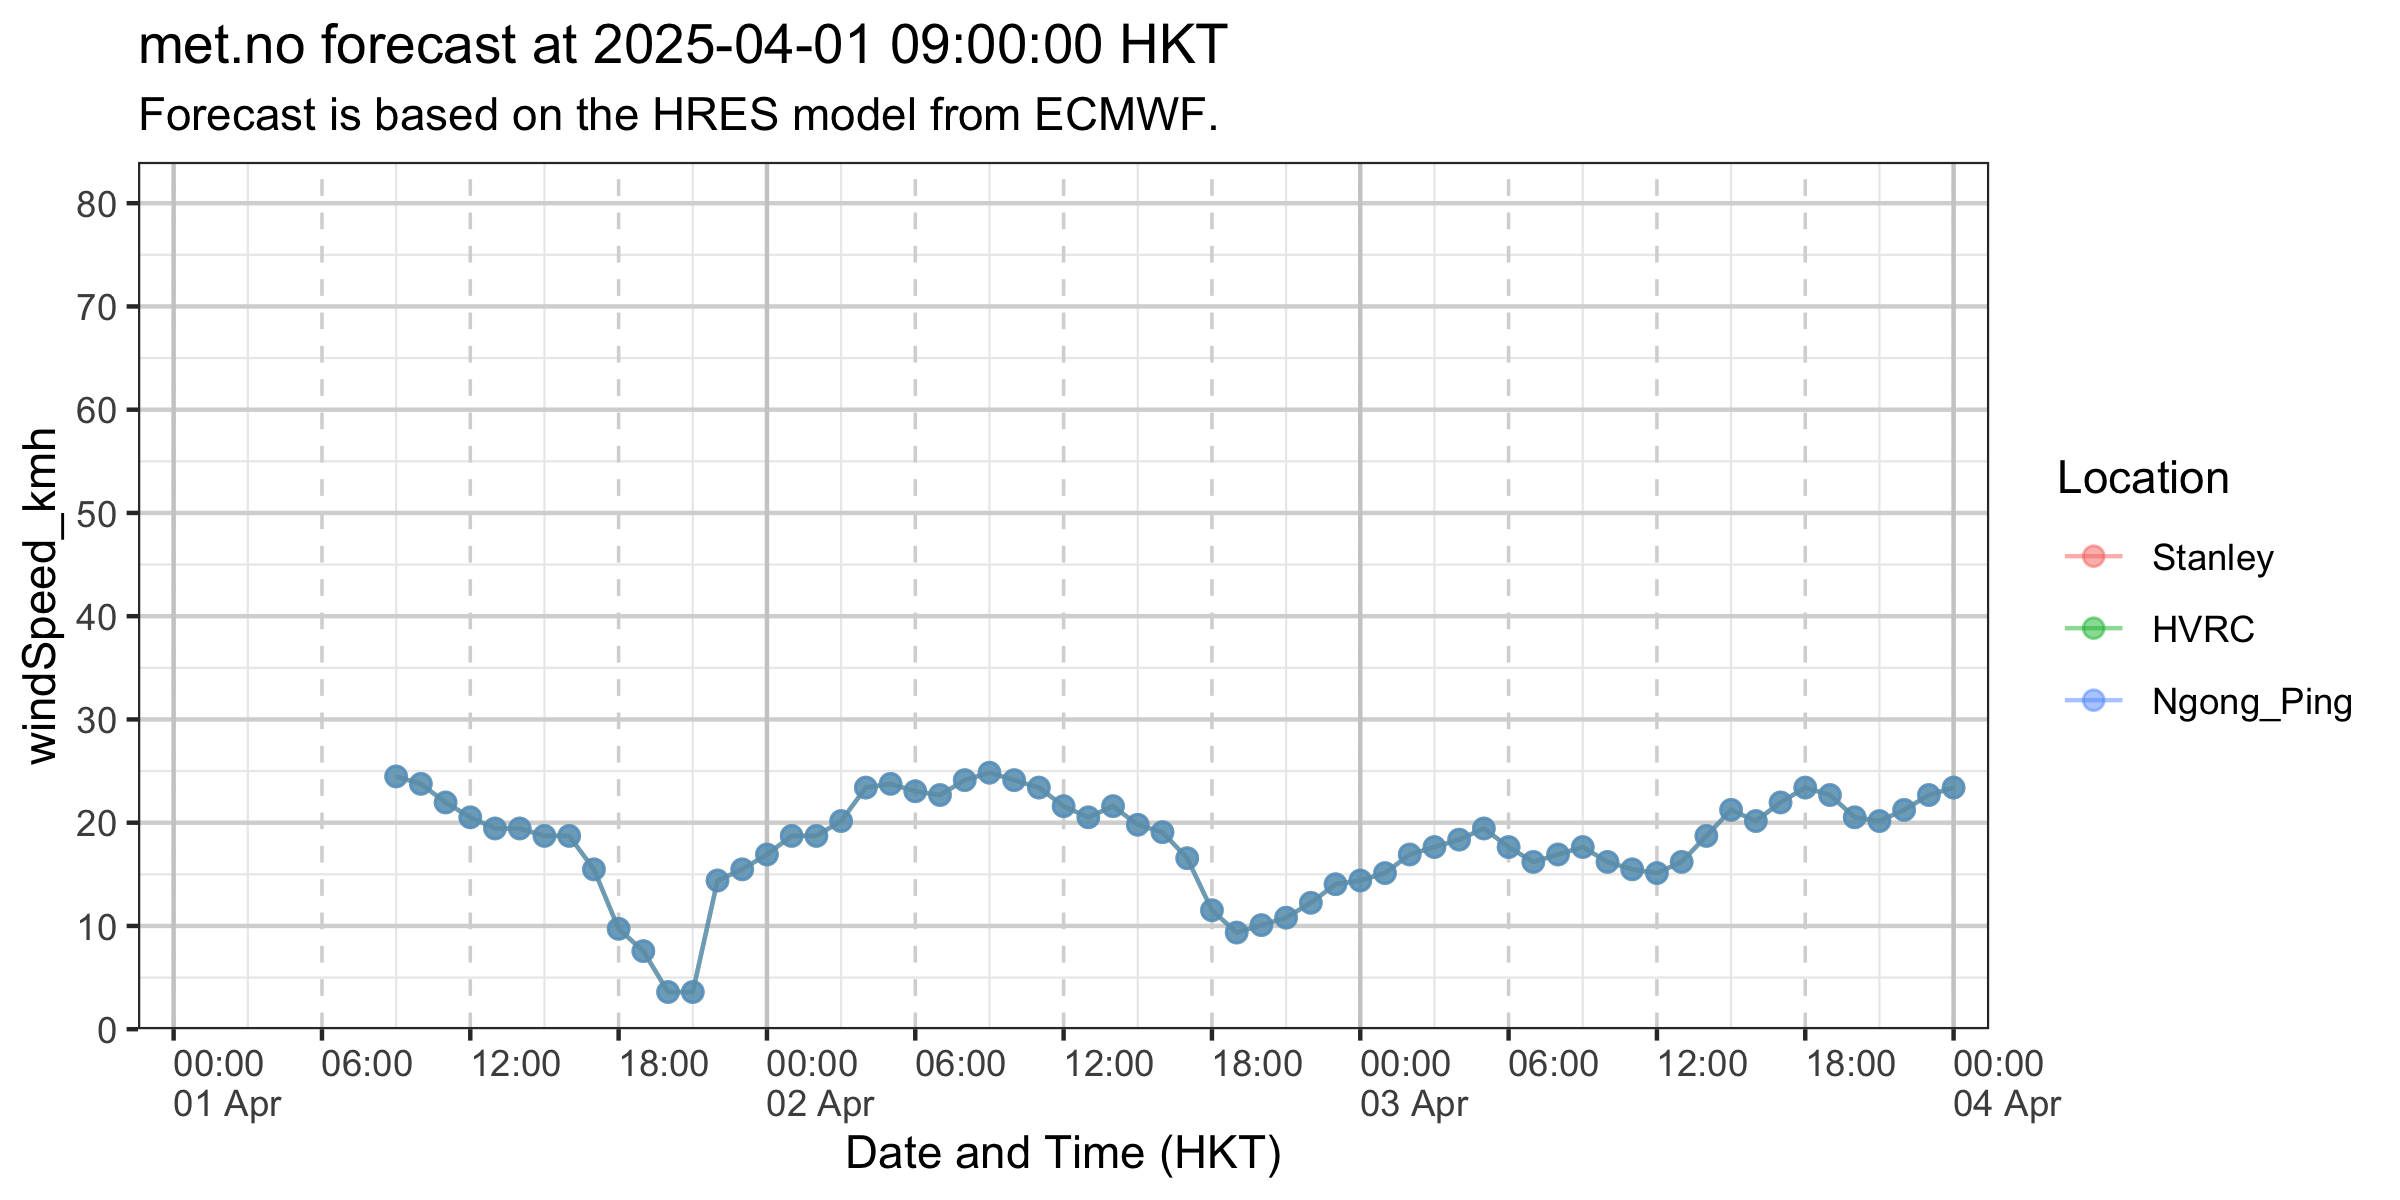 met.no forecast at 2025-04-01 09:00:00 HKT
Forecast is based on the HRES model from ECMWF.
windSpeed_kmh
80
70
60
50
40
30
20
10
0
00:00 06:00 12:00 18:00 00:00 06:00 12:00 18:00 00:00 06:00 12:00 18:00 00:00
01 Apr 02 Apr 03 Apr 04 Apr
Date and Time (HKT)
Location
Stanley
HVRC
Ngong_Ping